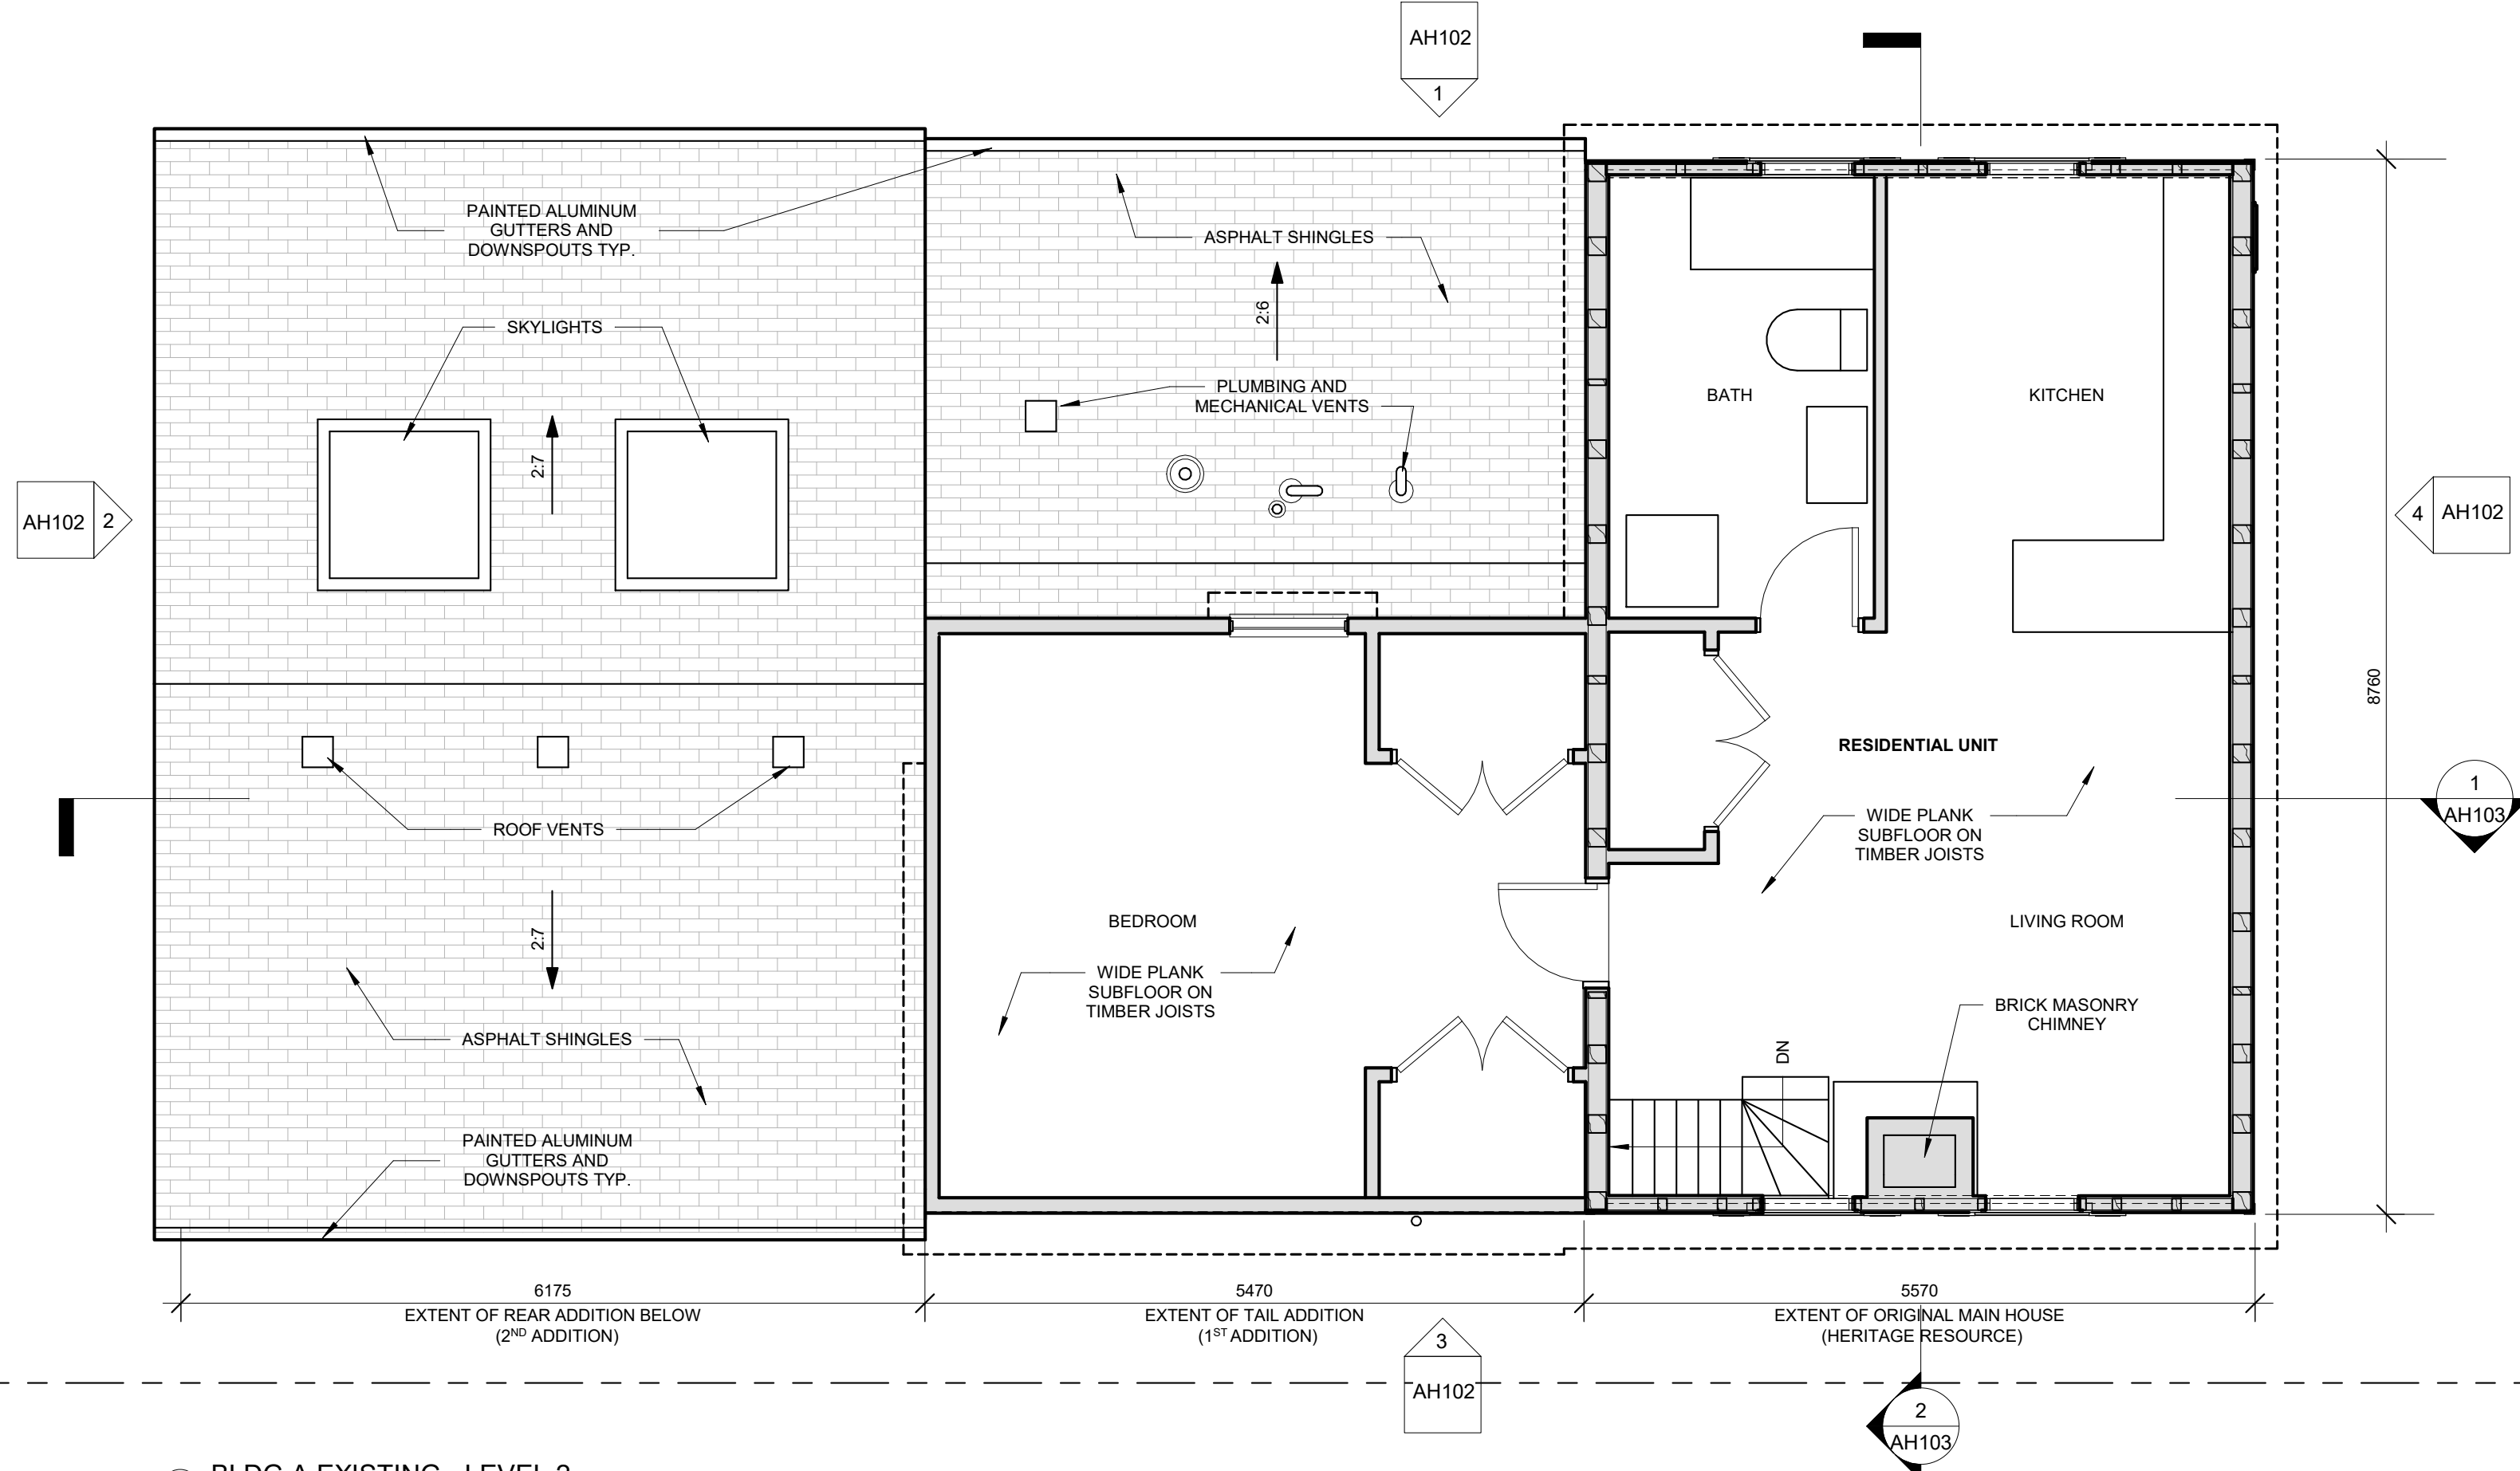 AH102
1
PAINTED ALUMINUM
GUTTERS AND
DOWNSPOUTS TYP.
ASPHALT SHINGLES
2:6
SKYLIGHTS
PLUMBING AND
MECHANICAL VENTS
BATH
KITCHEN
2:7
AH102
2
4
AH102
8760
RESIDENTIAL UNIT
1
AH103
ROOF VENTS
WIDE PLANK
SUBFLOOR ON
TIMBER JOISTS
BEDROOM
LIVING ROOM
2:7
WIDE PLANK
SUBFLOOR ON
TIMBER JOISTS
BRICK MASONRY
CHIMNEY
ASPHALT SHINGLES
DN
PAINTED ALUMINUM
GUTTERS AND
DOWNSPOUTS TYP.
6175
EXTENT OF REAR ADDITION BELOW
(2ND ADDITION)
5470
EXTENT OF TAIL ADDITION
(1ST ADDITION)
5570
EXTENT OF ORIGINAL MAIN HOUSE
(HERITAGE RESOURCE)
3
AH102
2
AH103
BLDG A EXISTING - LEVEL 2